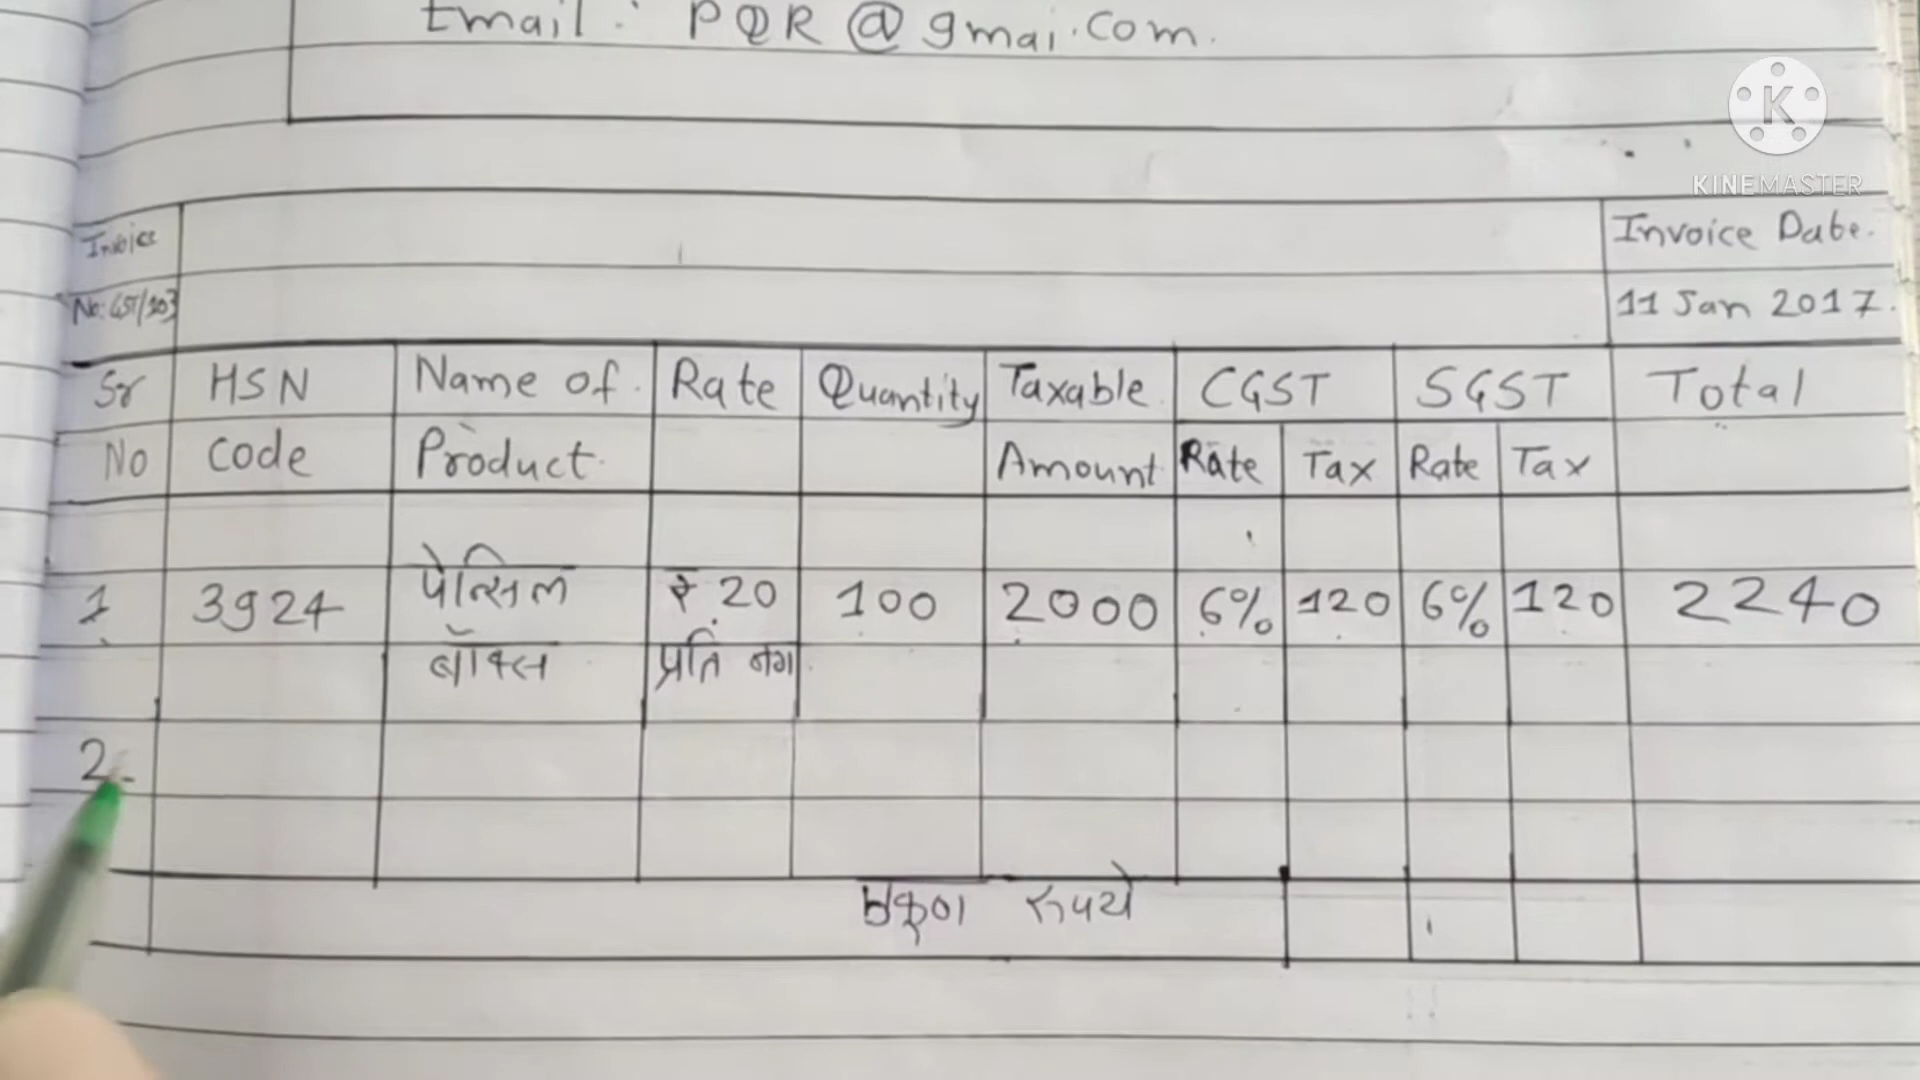 Email : PQR @ gmai.com.
KINEMASTER
Invoice
No: GST/103
Invoice Date.
11 Jan 2017.
Sr No
HSN Code
Name of Product.
Rate
Quantity
Taxable Amount
CGST
Rate Tax
SGST
Rate Tax
Total
1 3924 पेन्सिल बॉक्स ₹ 20 प्रति नग 100 2000 6% 120 6% 120 2240
2.
रुपये